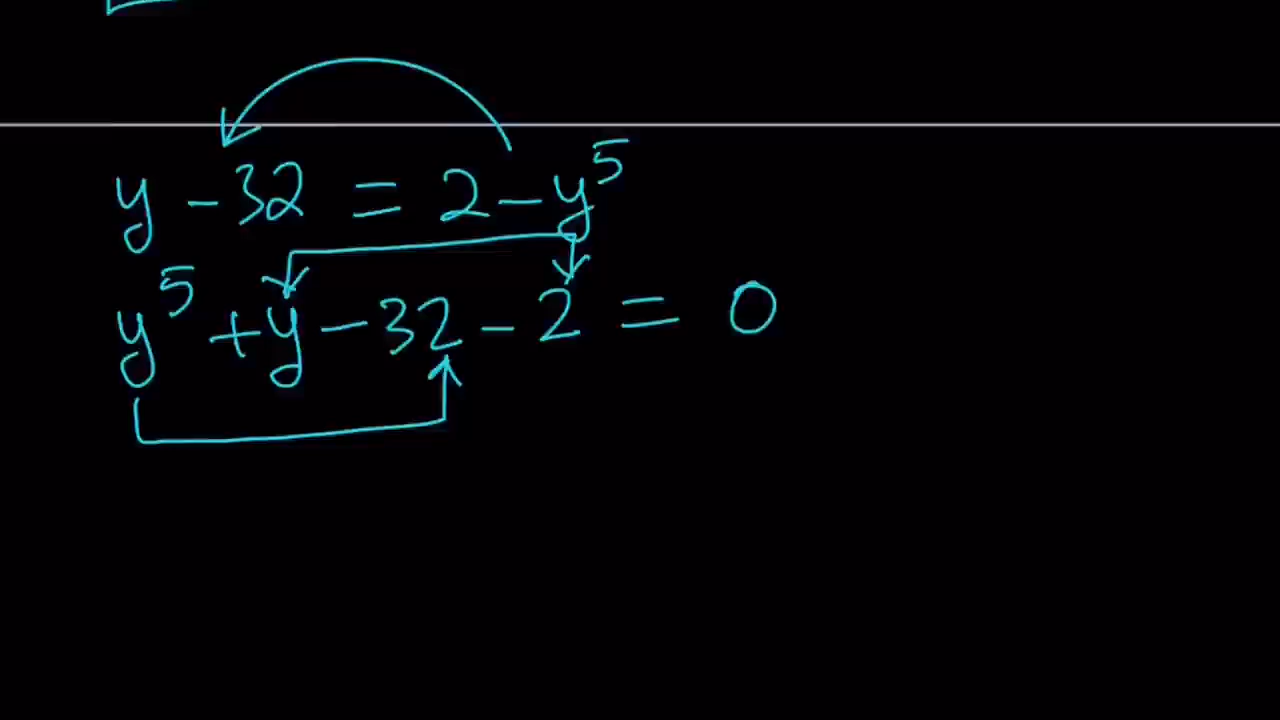 y - 32 = 2 - y⁵
y⁵ + y - 32 - 2 = 0